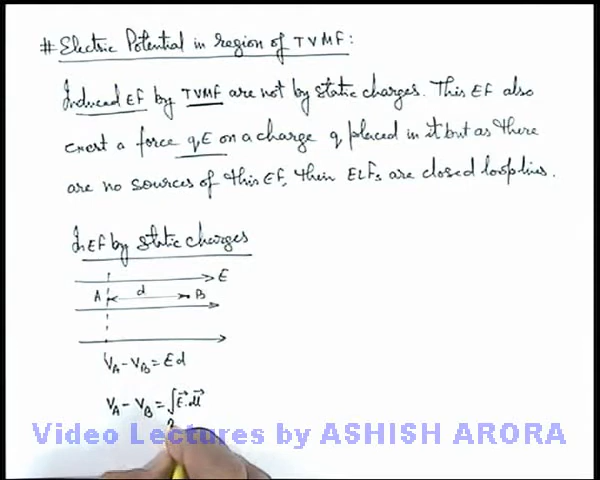 # Electric Potential in region of TVMF:
Induced EF by TVMF are not by static charges. This EF also
exert a force qE on a charge q placed in it but as there
are no sources of this EF, then ELFs are closed loop lines.
In EF by static charges
E
A d B
V_A - V_B = Ed
V_A - V_B = ∫E⃗.dl⃗
Video Lectures by ASHISH ARORA